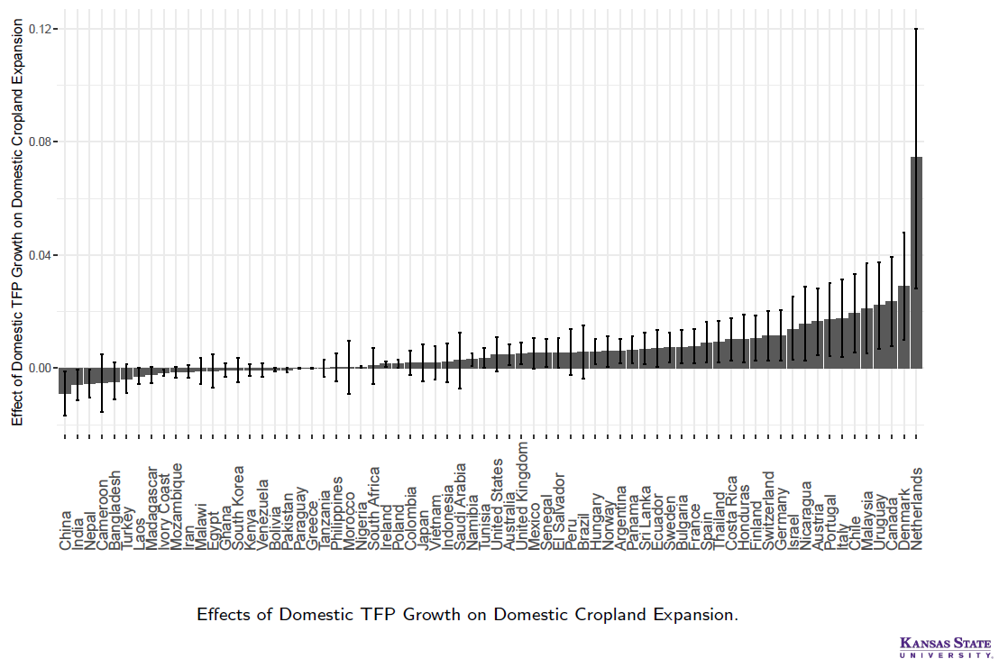 Effect of Domestic TFP Growth on Domestic Cropland Expansion
0.12
0.08
0.04
0.00
China
India
Nepal
Cameroon
Bangladesh
Turkey
Laos
Madagascar
Ivory Coast
Mozambique
Iran
Malawi
Egypt
Ghana
South Korea
Kenya
Venezuela
Bolivia
Pakistan
Paraguay
Greece
Tanzania
Philippines
Morocco
Nigeria
South Africa
Ireland
Poland
Colombia
Japan
Vietnam
Indonesia
Saudi Arabia
Namibia
Tunisia
United States
Australia
United Kingdom
Mexico
Senegal
El Salvador
Peru
Brazil
Hungary
Norway
Argentina
Panama
Sri Lanka
Ecuador
Sweden
Bulgaria
France
Spain
Thailand
Costa Rica
Honduras
Finland
Switzerland
Germany
Israel
Nicaragua
Austria
Portugal
Italy
Chile
Malaysia
Uruguay
Canada
Denmark
Netherlands
Effects of Domestic TFP Growth on Domestic Cropland Expansion.
KANSAS STATE
UNIVERSITY.